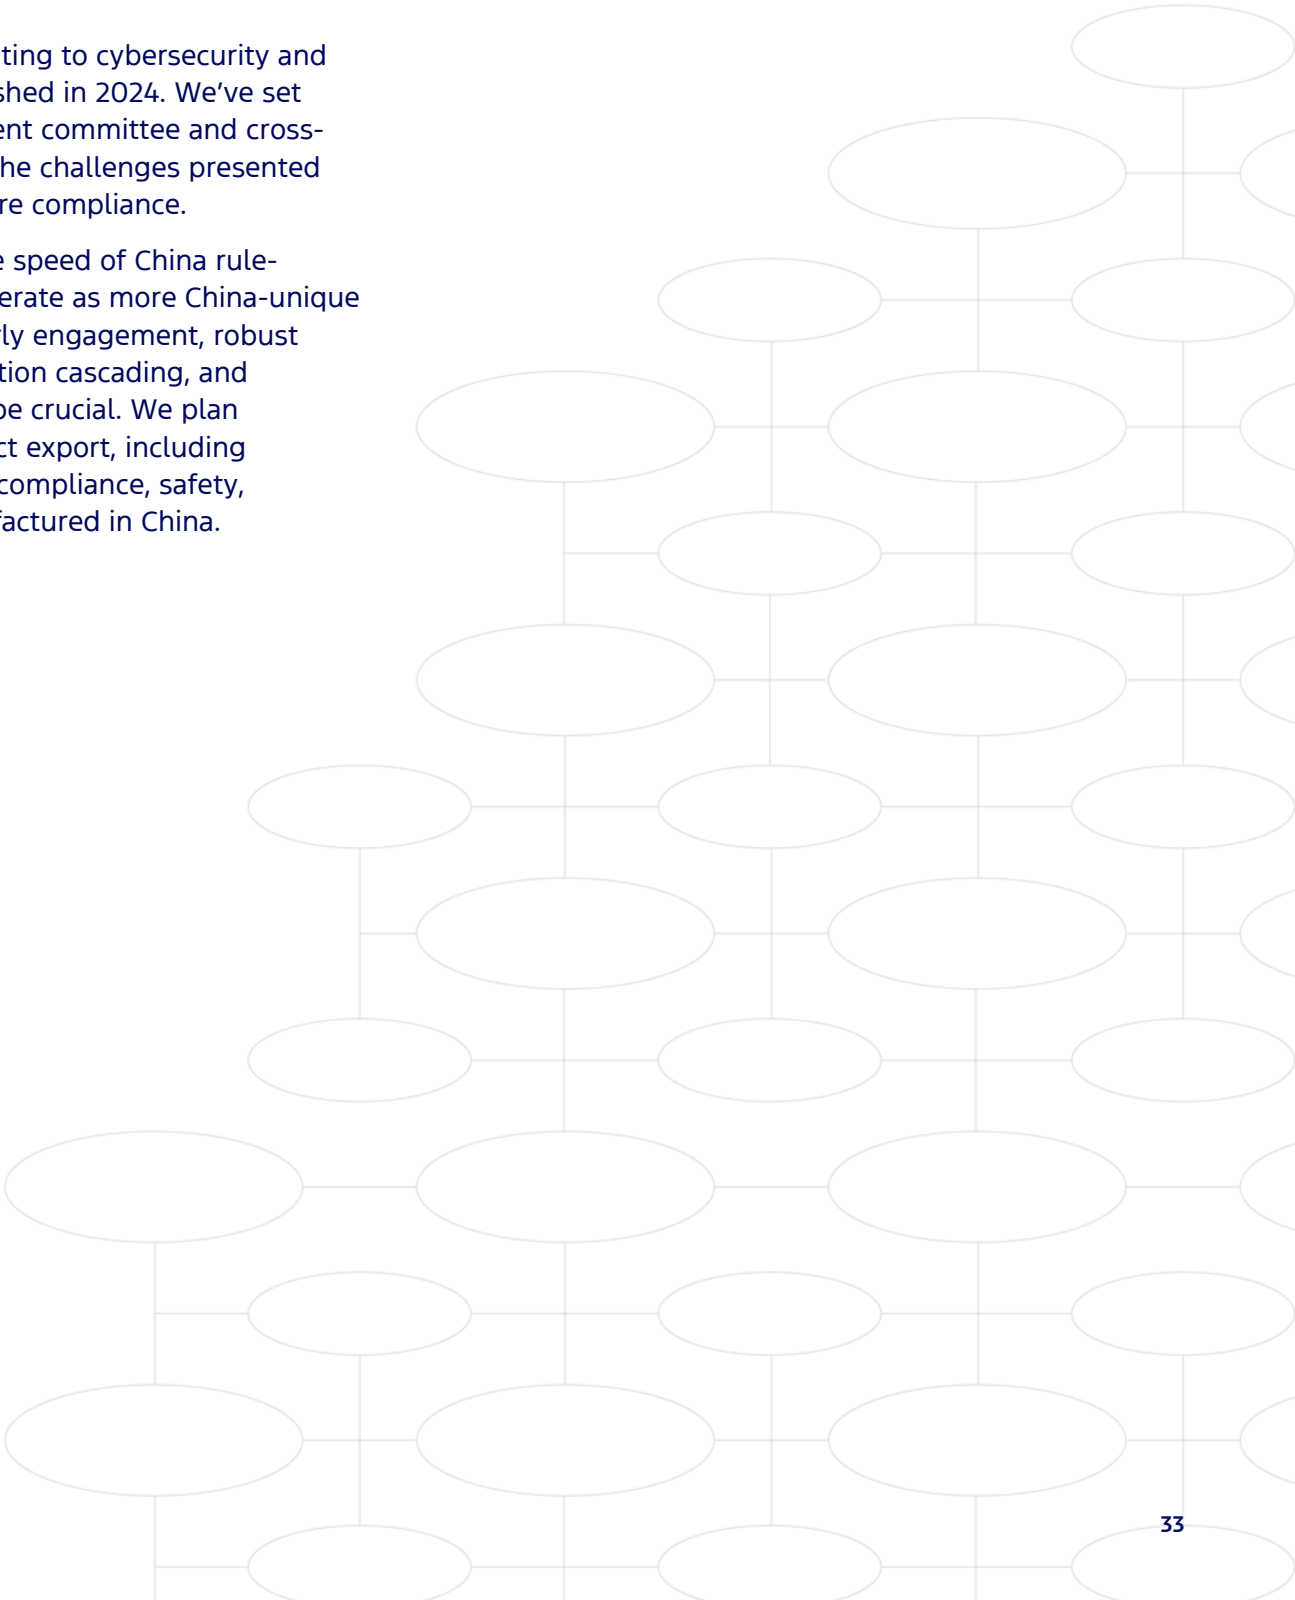 ting to cybersecurity and
shed in 2024. We've set
ent committee and cross-
he challenges presented
re compliance.
e speed of China rule-
erate as more China-unique
rly engagement, robust
tion cascading, and
be crucial. We plan
ct export, including
compliance, safety,
factured in China.
33